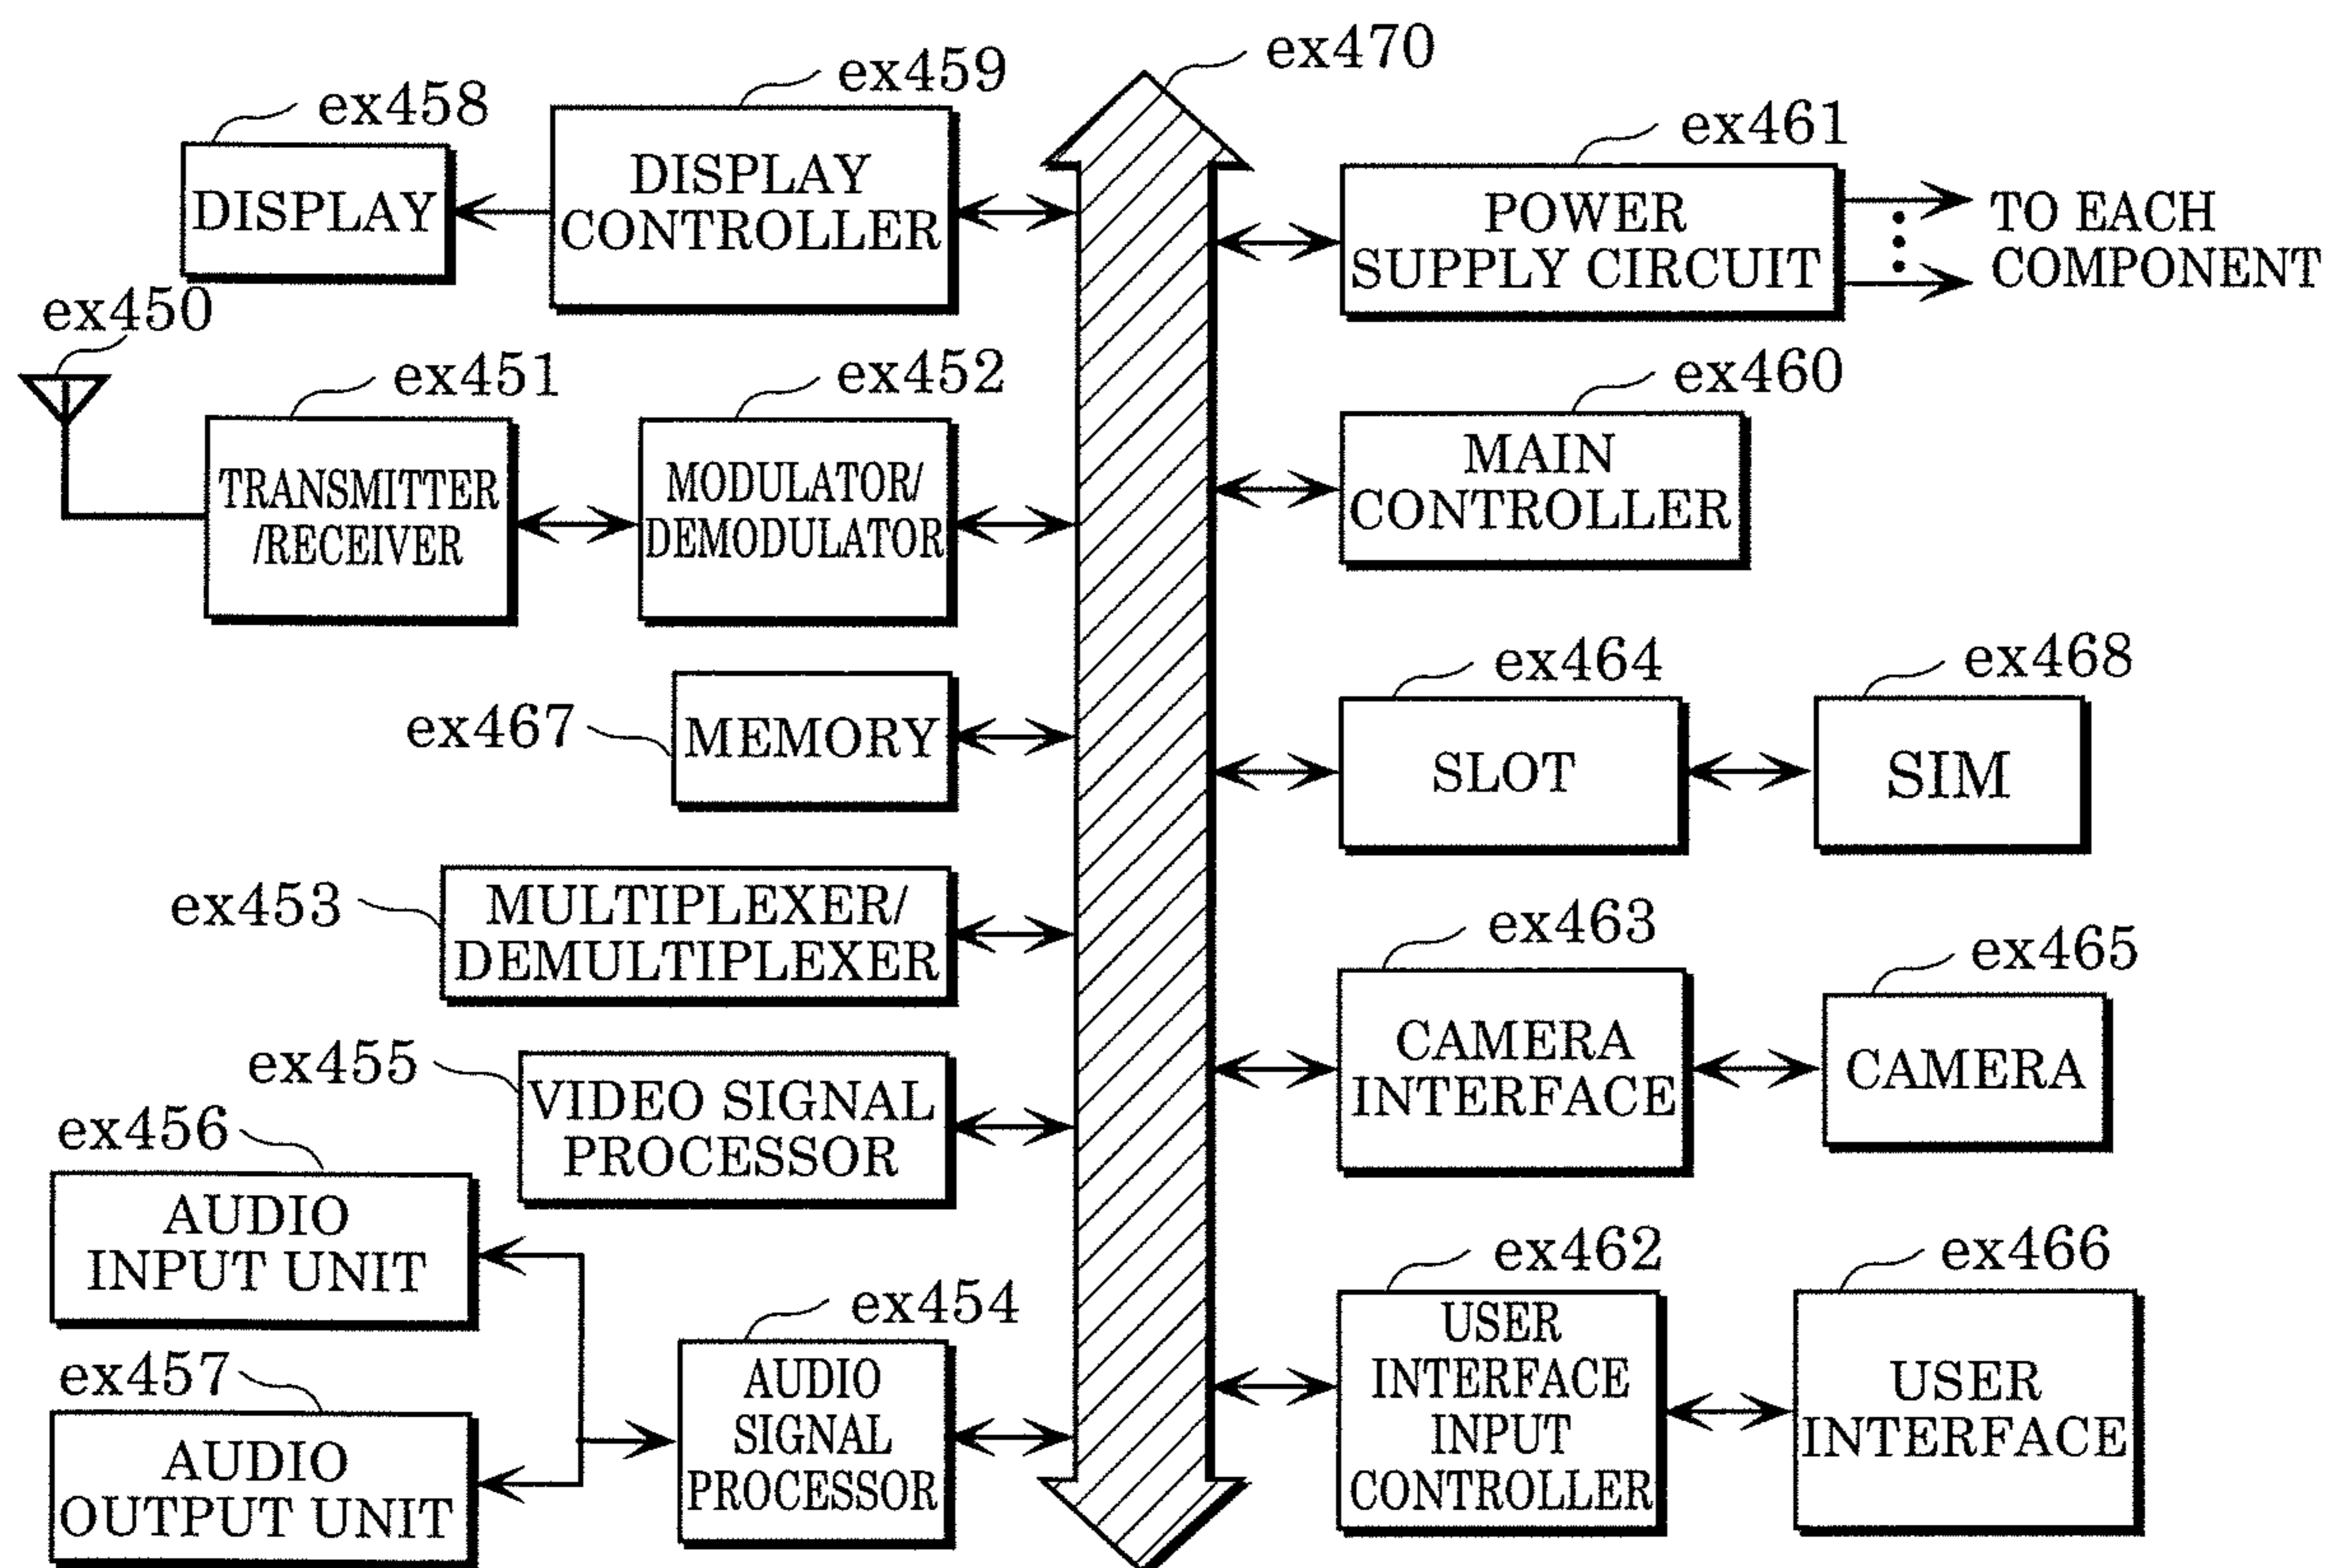 ex470
ex459
ex458
DISPLAY
CONTROLLER
DISPLAY
ex461
POWER
SUPPLY CIRCUIT
TO EACH
COMPONENT
ex450
ex451
ex452
ex460
TRANSMITTER
/RECEIVER
MODULATOR/
DEMODULATOR
MAIN
CONTROLLER
ex467
MEMORY
ex464
ex468
SLOT
SIM
ex453
MULTIPLEXER/
DEMULTIPLEXER
ex463
ex465
CAMERA
INTERFACE
CAMERA
ex455
VIDEO SIGNAL
PROCESSOR
ex456
AUDIO
INPUT UNIT
ex457
AUDIO
OUTPUT UNIT
ex454
AUDIO
SIGNAL
PROCESSOR
ex462
ex466
USER
INTERFACE
INPUT
CONTROLLER
USER
INTERFACE